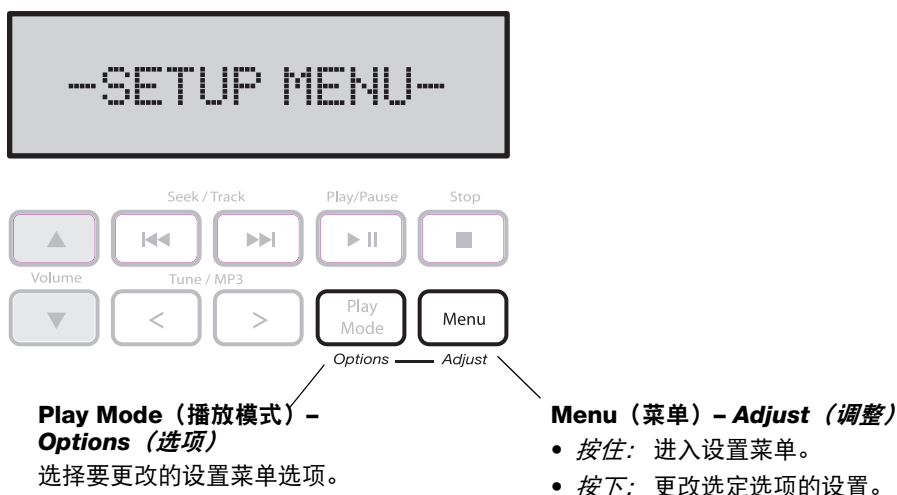 -SETUP MENU-
Seek / Track
Play/Pause
Stop
Volume
Tune / MP3
Play
Mode
Menu
Options
Adjust
Play Mode（播放模式）–
Options（选项）
选择要更改的设置菜单选项。
Menu（菜单）– Adjust（调整）
• 按住： 进入设置菜单。
• 按下： 更改选定选项的设置。